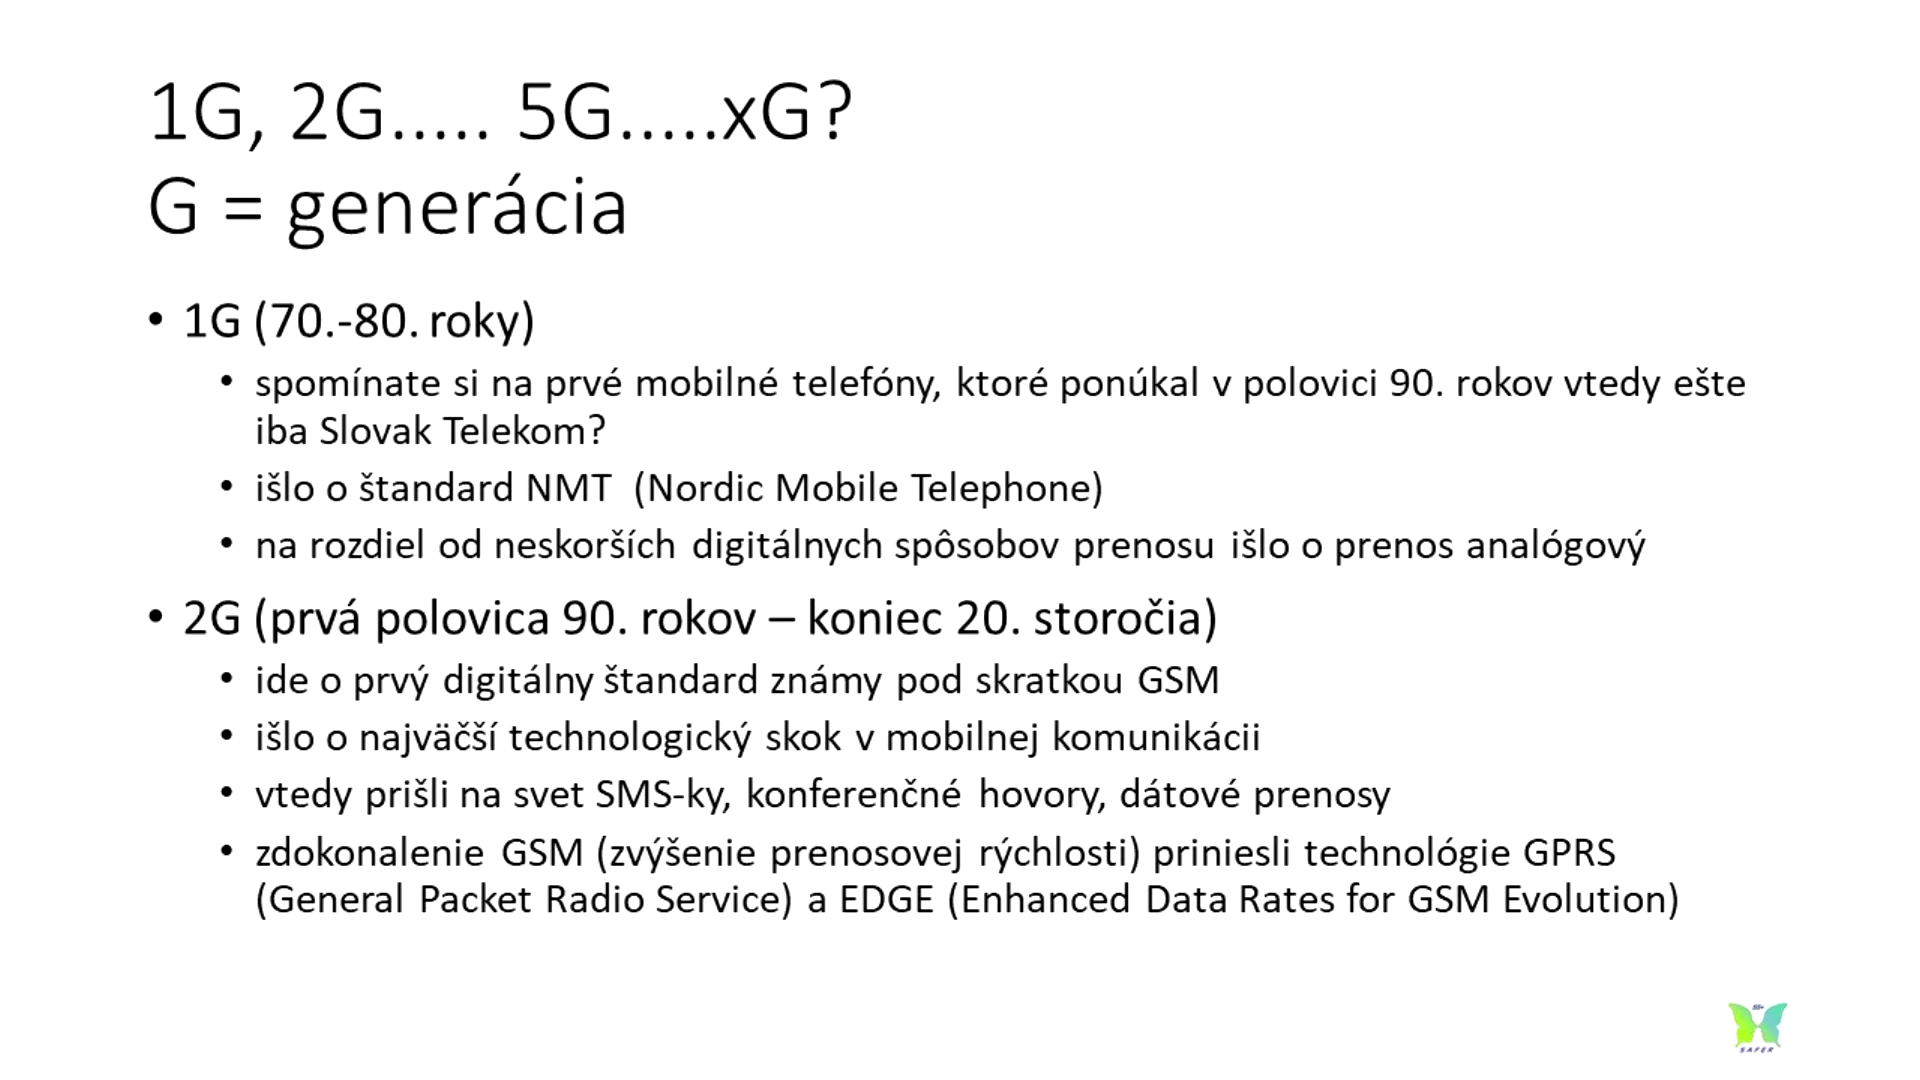 1G, 2G..... 5G.....xG?
G = generácia
• 1G (70.-80. roky)
• spomínate si na prvé mobilné telefóny, ktoré ponúkal v polovici 90. rokov vtedy ešte
iba Slovak Telekom?
• išlo o štandard NMT (Nordic Mobile Telephone)
• na rozdiel od neskorších digitálnych spôsobov prenosu išlo o prenos analógový
• 2G (prvá polovica 90. rokov – koniec 20. storočia)
• ide o prvý digitálny štandard známy pod skratkou GSM
• išlo o najväčší technologický skok v mobilnej komunikácii
• vtedy prišli na svet SMS-ky, konferenčné hovory, dátové prenosy
• zdokonalenie GSM (zvýšenie prenosovej rýchlosti) priniesli technológie GPRS
(General Packet Radio Service) a EDGE (Enhanced Data Rates for GSM Evolution)
SAFER